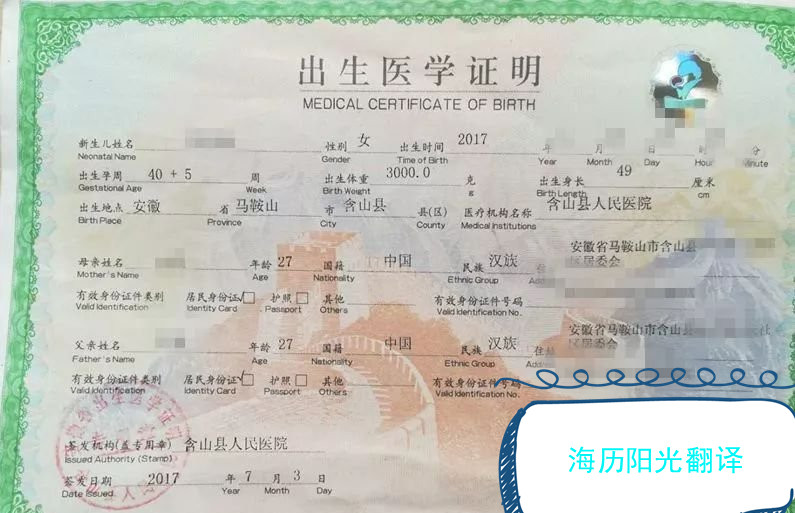 出生医学证明
MEDICAL CERTIFICATE OF BIRTH
新生儿姓名 性别 女 出生时间 2017 年 月 日 时 分
Neonatal Name Gender Time of Birth Year Month Day Hour Minute
出生孕周 40 + 5 周 出生体重 3000.0 克 出生身长 49 厘米
Gestational Age Week Birth Weight g Birth Length cm
出生地点 安徽 省 马鞍山 市 含山县 县(区) 医疗机构名称 含山县人民医院
Birth Place Province City County Medical Institutions
安徽省马鞍山市含山县
母亲姓名 年龄 27 国籍 中国 民族 汉族 居委会
Mother's Name Age Nationality Ethnic Group
有效身份证件类别 居民身份证 护照 其他 有效身份证件号码
Valid Identification Identity Card Passport Others Valid Identification No.
安徽省马鞍山市含山县
父亲姓名 年龄 27 国籍 中国 民族 汉族 住址 居委会
Father's Name Age Nationality Ethnic Group
有效身份证件类别 居民身份证 护照 其他 有效身份证件号码
Valid Identification Identity Card Passport Others Valid Identification No.
签发机构(盖专用章) 含山县人民医院
Issued Authority (Stamp)
签发日期 2017 年 7 月 3 日
Date Issued Year Month Day
海历阳光翻译